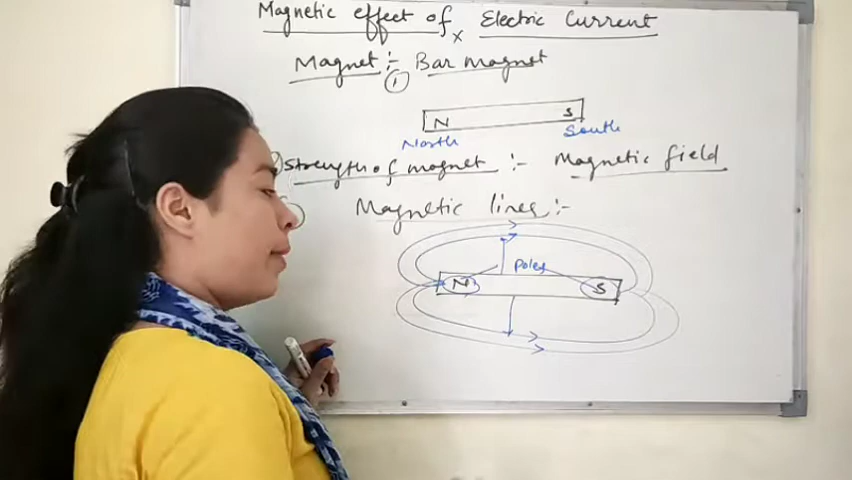 Magnetic effect of Electric Current
Magnet :- Bar magnet
①
N S
North South
Strength of magnet :- Magnetic field
Magnetic lines :-
Poles
N S